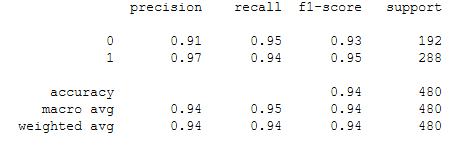 precision recall f1-score support
0 0.91 0.95 0.93 192
1 0.97 0.94 0.95 288
accuracy 0.94 480
macro avg 0.94 0.95 0.94 480
weighted avg 0.94 0.94 0.94 480